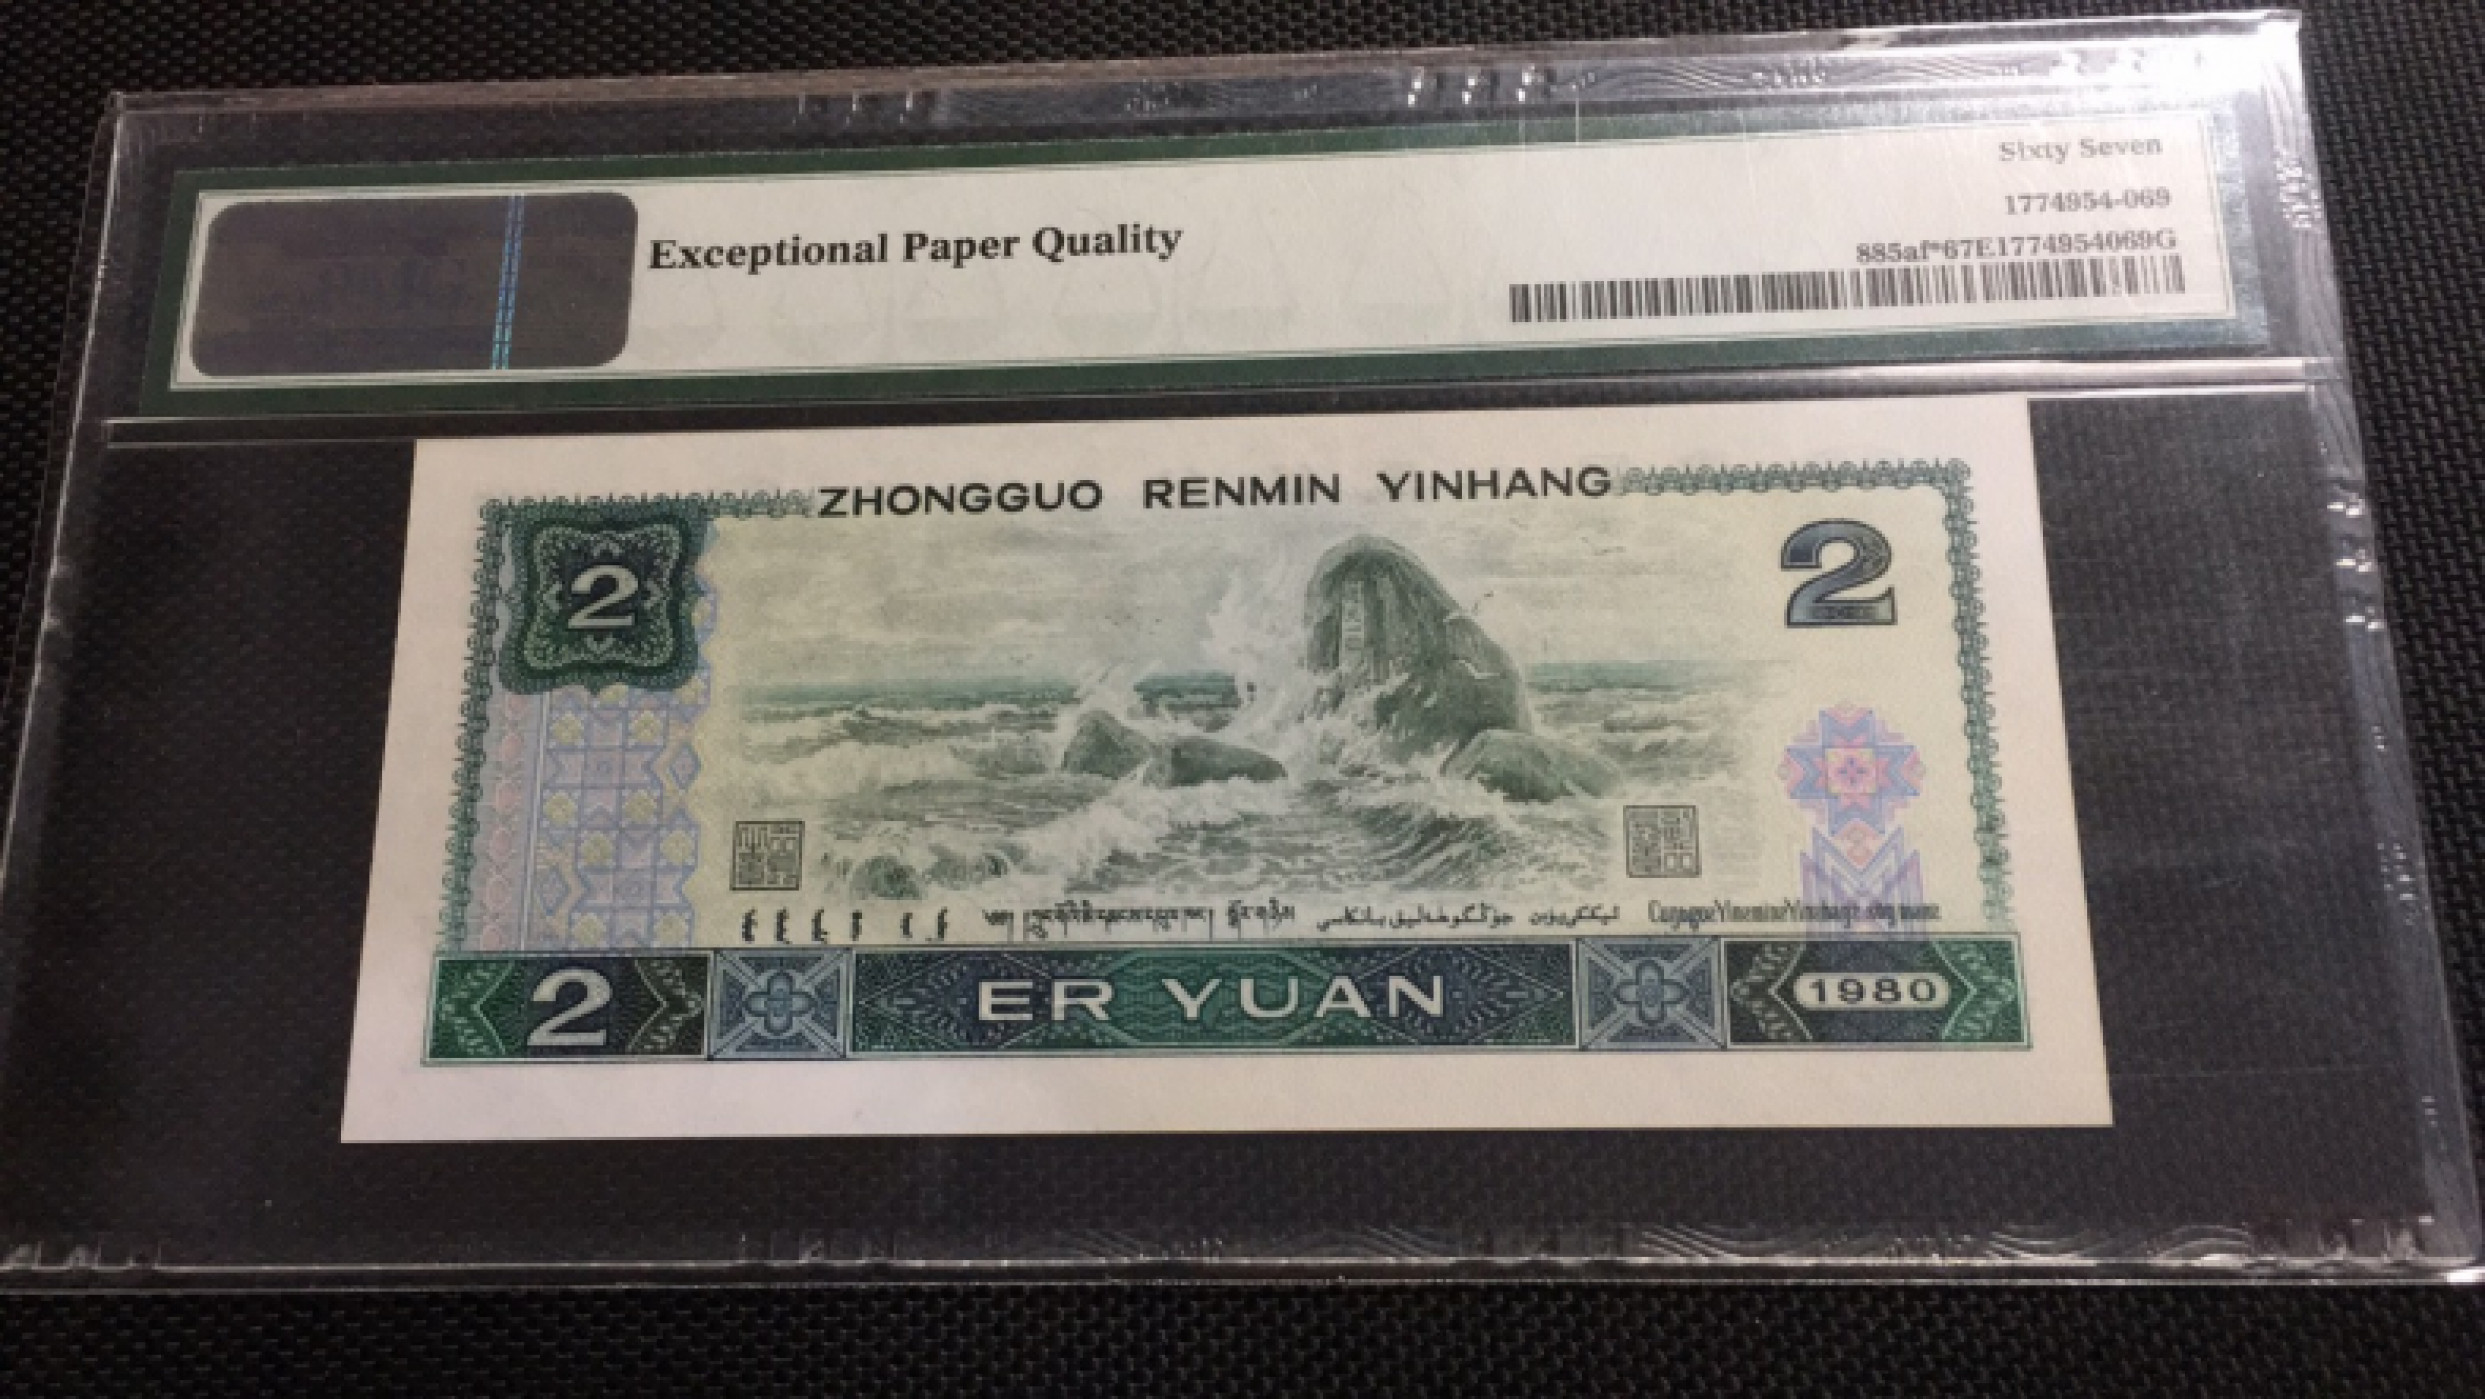 Sixty Seven
1774954-069
Exceptional Paper Quality
885af*67E1774954069G
ZHONGGUO RENMIN YINHANG
2
2
2
ER YUAN
1980